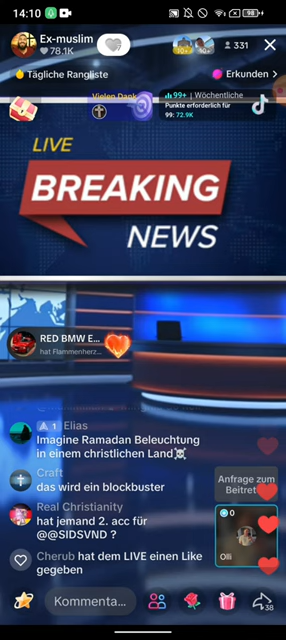 14:10
98
Ex-muslim
78.1K
331
Tägliche Rangliste
Erkunden >
Vielen Dank
99+ | Wöchentliche
Punkte erforderlich für
99: 72.9K
LIVE
BREAKING
NEWS
RED BMW E...
hat Flammenherz...
1 Elias
Imagine Ramadan Beleuchtung
in einem christlichen Land☠️
Craft
das wird ein blockbuster
Real Christianity
hat jemand 2. acc für
@@SIDSVND ?
Cherub hat dem LIVE einen Like
gegeben
Anfrage zum
Beitret
0
Olli
Kommenta...
38